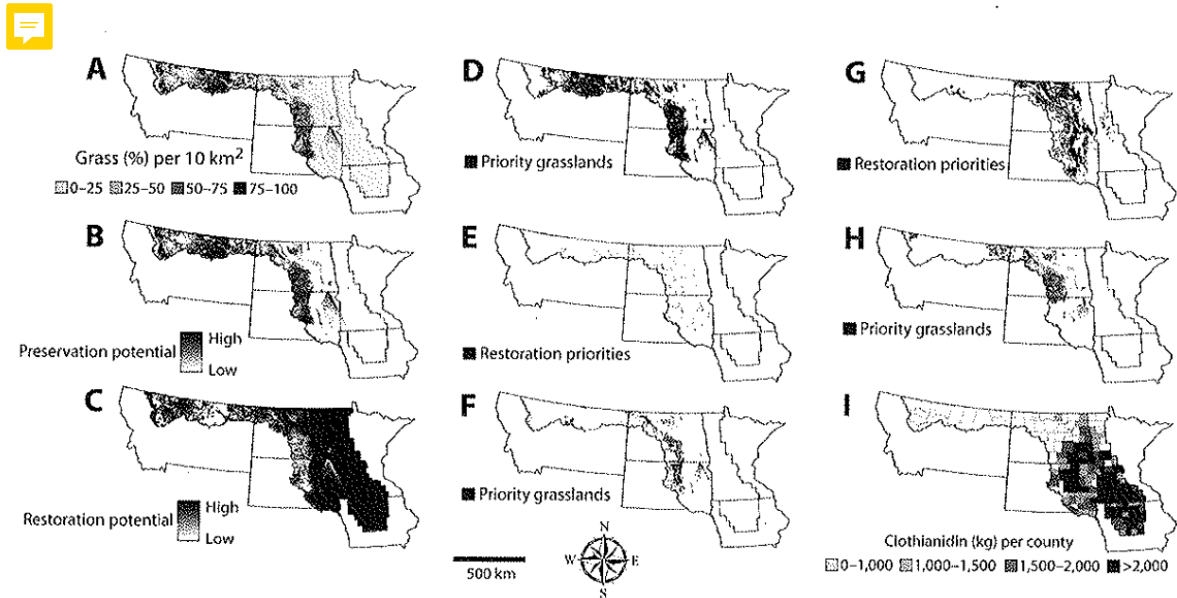 A
Grass (%) per 10 km²
0–25 25–50 50–75 75–100
B
Preservation potential
High
Low
C
Restoration potential
High
Low
D
Priority grasslands
E
Restoration priorities
F
Priority grasslands
500 km
N
W E
S
G
Restoration priorities
H
Priority grasslands
I
Clothianidin (kg) per county
0–1,000 1,000–1,500 1,500–2,000 >2,000